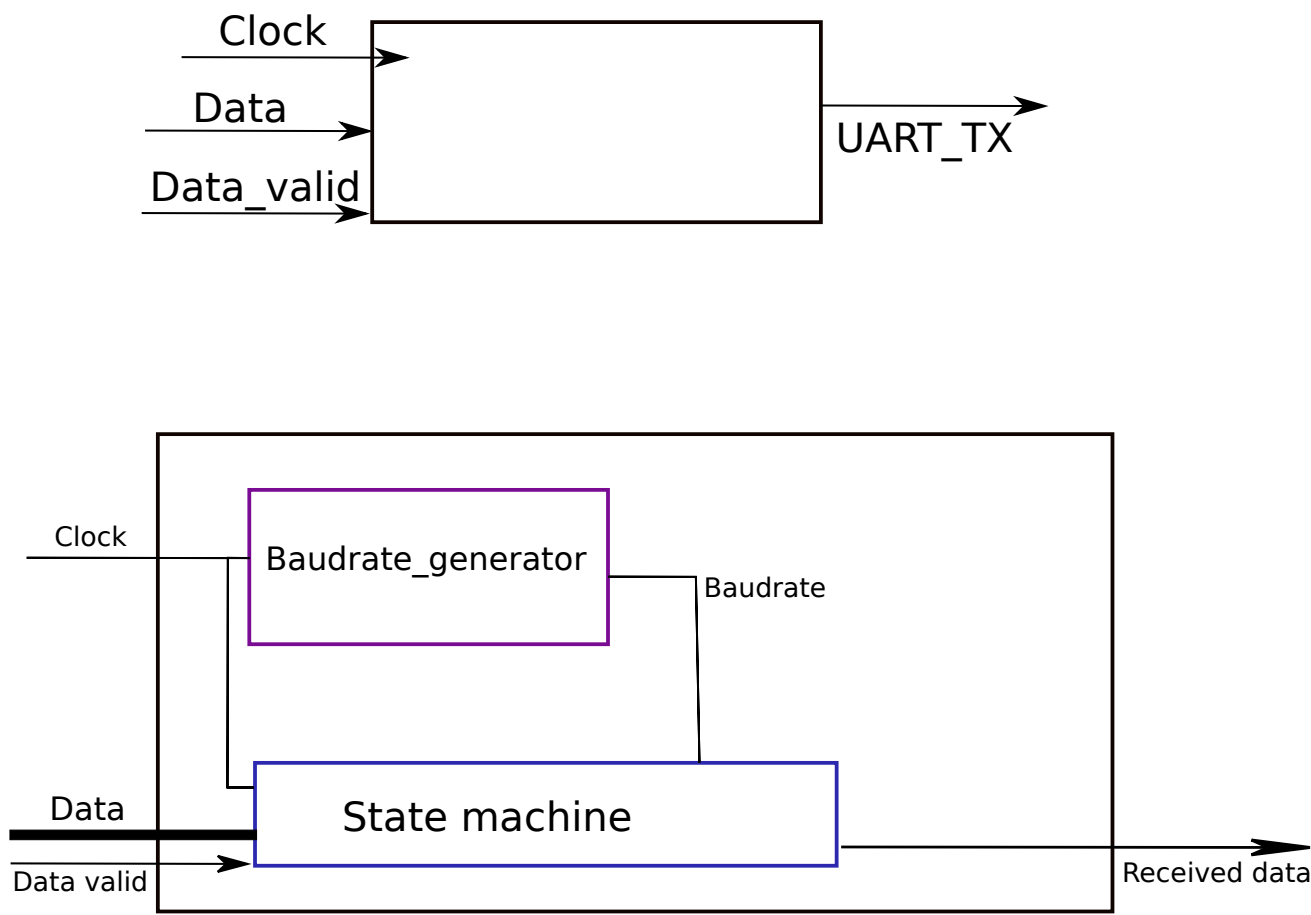 Clock
Data
Data_valid
UART_TX
Clock
Baudrate_generator
Baudrate
State machine
Data
Data valid
Received data